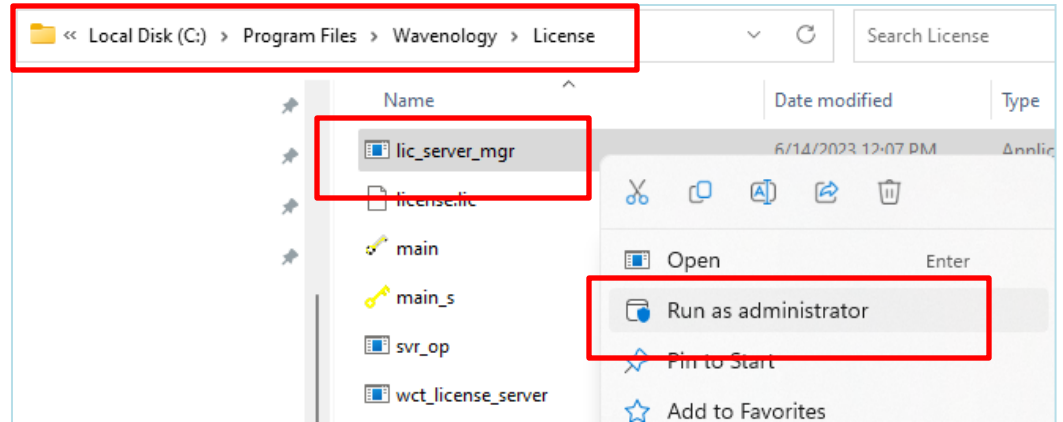 « Local Disk (C:) > Program Files > Wavenology > License
Search License
Name Date modified Type
lic_server_mgr 6/14/2023 12:07 PM Applic
license.lic
main
Open Enter
main_s
Run as administrator
svr_op
Pin to Start
wct_license_server
Add to Favorites